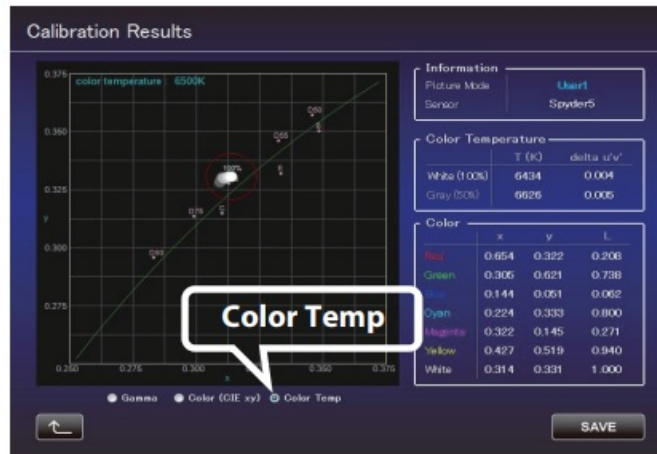 Calibration Results
color temperature 6500K
0.375
0.350
0.325
y
0.300
0.275
0.250
0.300
0.350
0.375
x
D50
D55
100%
D75
D93
Color Temp
Gamma
Color (CIE xy)
Color Temp
Information
Picture Mode User1
Sensor Spyder5
Color Temperature
T (K) delta u'v'
White (100%) 6434 0.004
Gray (50%) 6626 0.005
Color
x y L
Red 0.654 0.322 0.208
Green 0.305 0.621 0.738
Blue 0.144 0.051 0.062
Cyan 0.224 0.333 0.800
Magenta 0.322 0.145 0.271
Yellow 0.427 0.519 0.940
White 0.314 0.331 1.000
SAVE